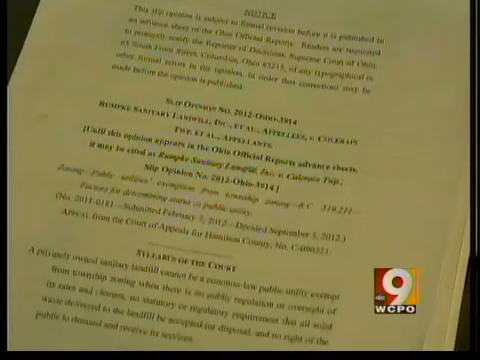 NOTICE
This slip opinion is subject to formal revision before it is published in
an advance sheet of the Ohio Official Reports. Readers are requested
to promptly notify the Reporter of Decisions, Supreme Court of Ohio,
65 South Front Street, Columbus, Ohio 43215, of any typographical or
other formal errors in the opinion, in order that corrections may be
made before the opinion is published.
SLIP OPINION NO. 2012-OHIO-3914
RUMPKE SANITARY LANDFILL, INC., ET AL., APPELLEES, v. COLERAIN
TWP. ET AL., APPELLANTS.
[Until this opinion appears in the Ohio Official Reports advance sheets,
it may be cited as Rumpke Sanitary Landfill, Inc. v. Colerain Twp.,
Slip Opinion No. 2012-Ohio-3914.]
Zoning—Public utilities' exemption from township zoning—R.C. 519.211—
Factors for determining status as public utility.
(No. 2011-0181—Submitted February 7, 2012—Decided September 5, 2012.)
APPEAL from the Court of Appeals for Hamilton County, No. C-090321.
SYLLABUS OF THE COURT
A privately owned sanitary landfill cannot be a common-law public utility exempt
from township zoning when there is no public regulation or oversight of
its rates and charges, no statutory or regulatory requirement that all solid
waste delivered to the landfill be accepted for disposal, and no right of the
public to demand and receive its services.
abc 9
WCPO